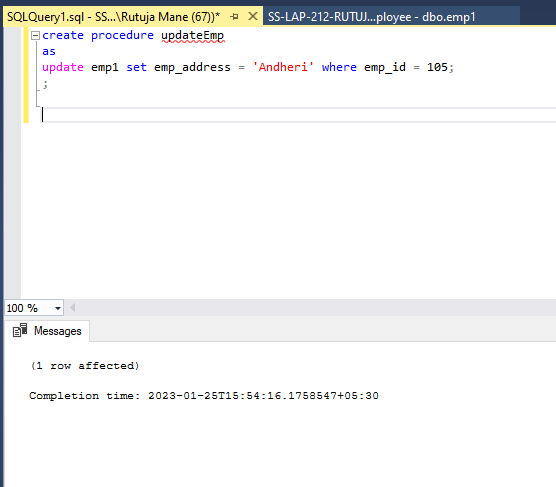 SQLQuery1.sql - SS...\Rutuja Mane (67))* SS-LAP-212-RUTUJ...ployee - dbo.emp1
create procedure updateEmp
as
update emp1 set emp_address = 'Andheri' where emp_id = 105;
;
100 %
Messages
(1 row affected)
Completion time: 2023-01-25T15:54:16.1758547+05:30